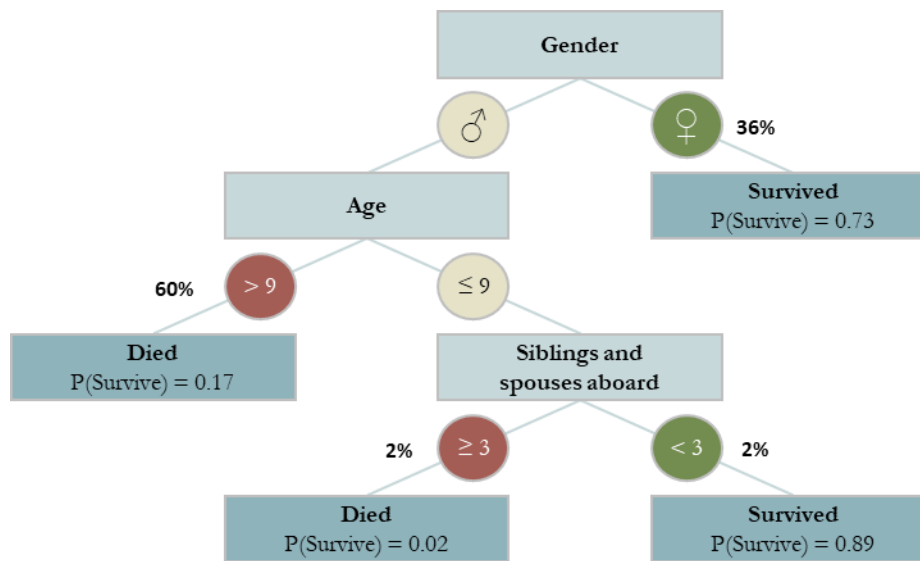 Gender
♂
♀
36%
Age
Survived
P(Survive) = 0.73
60%
> 9
≤ 9
Died
P(Survive) = 0.17
Siblings and
spouses aboard
2%
≥ 3
< 3
2%
Died
P(Survive) = 0.02
Survived
P(Survive) = 0.89